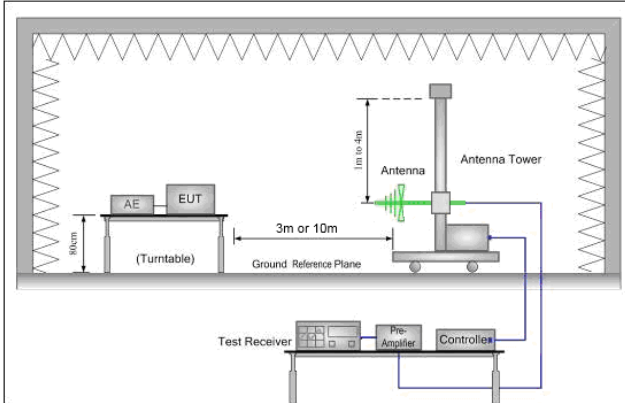 1m to 4m
Antenna
Antenna Tower
AE
EUT
80cm
(Turntable)
3m or 10m
Ground Reference Plane
Test Receiver
Pre-
Amplifier
Controller